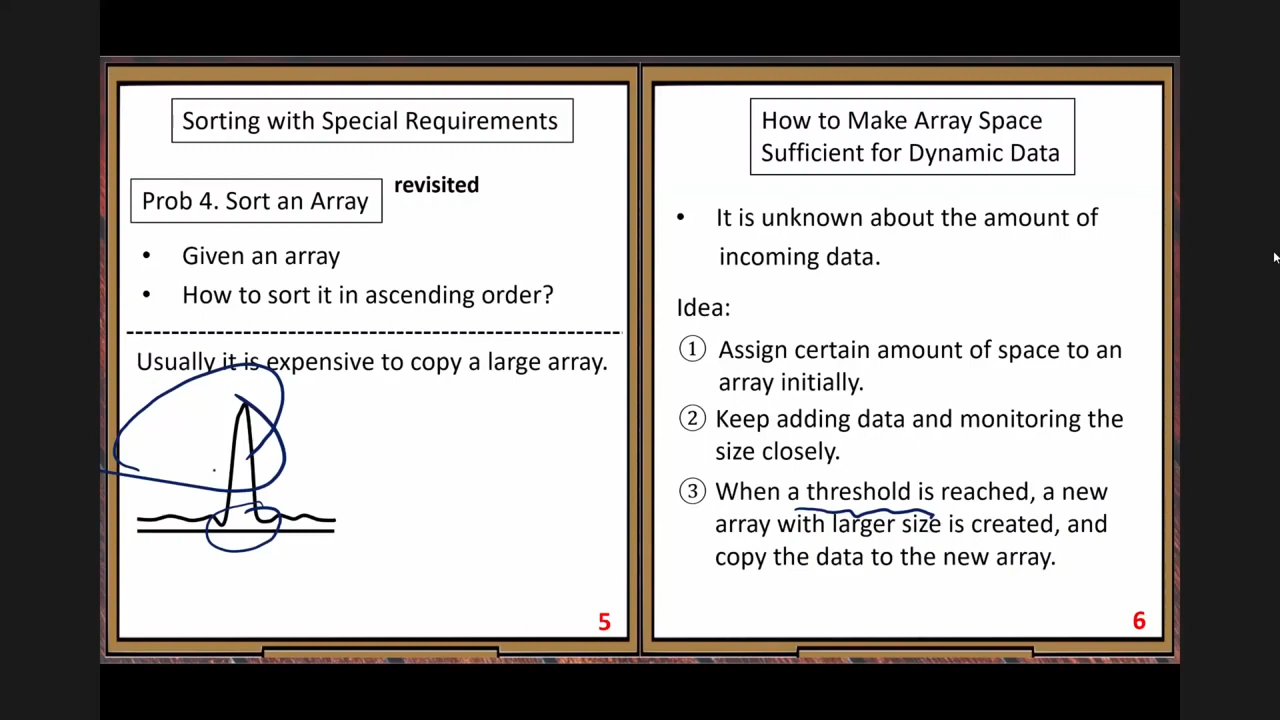 Sorting with Special Requirements
Prob 4. Sort an Array
revisited
• Given an array
• How to sort it in ascending order?
Usually it is expensive to copy a large array.
5
How to Make Array Space
Sufficient for Dynamic Data
• It is unknown about the amount of
incoming data.
Idea:
① Assign certain amount of space to an
array initially.
② Keep adding data and monitoring the
size closely.
③ When a threshold is reached, a new
array with larger size is created, and
copy the data to the new array.
6